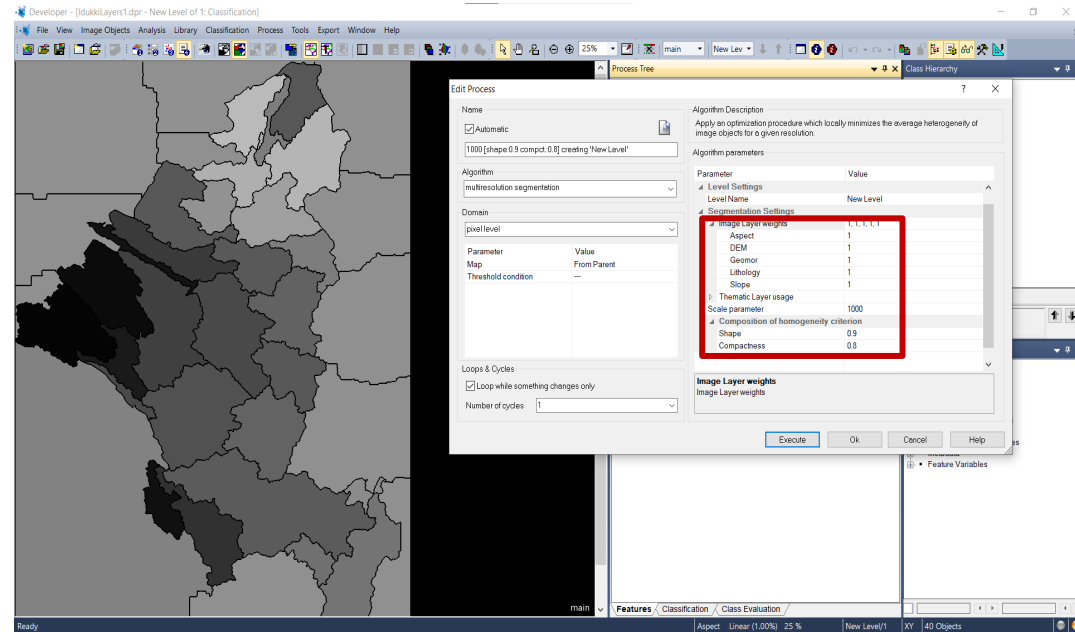 Developer - [IdukkiLayers1.dpr - New Level of 1: Classification]
File View Image Objects Analysis Library Classification Process Tools Export Window Help
25% main New Lev
Process Tree
Class Hierarchy
Edit Process ?
Name
Automatic
1000 [shape:0.9 compct.:0.8] creating 'New Level'
Algorithm
multiresolution segmentation
Domain
pixel level
Parameter Value
Map From Parent
Threshold condition ---
Loops & Cycles
Loop while something changes only
Number of cycles 1
Algorithm Description
Apply an optimization procedure which locally minimizes the average heterogeneity of
image objects for a given resolution.
Algorithm parameters
Parameter Value
Level Settings
Level Name New Level
Segmentation Settings
Image Layer weights 1, 1, 1, 1, 1
Aspect 1
DEM 1
Geomor 1
Lithology 1
Slope 1
Thematic Layer usage
Scale parameter 1000
Composition of homogeneity criterion
Shape 0.9
Compactness 0.8
Image Layer weights
Image Layer weights
Execute Ok Cancel Help
Feature Variables
main
Features Classification Class Evaluation
Ready
Aspect Linear (1.00%) 25 % New Level/1 XY 40 Objects